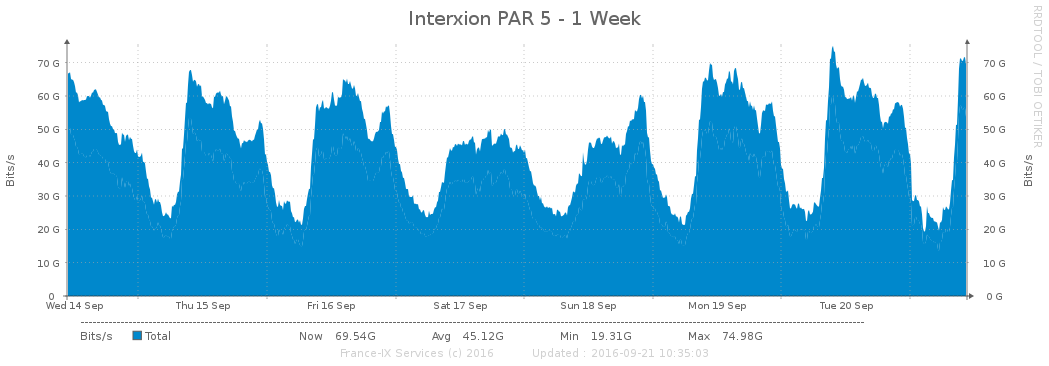 Interxion PAR 5 - 1 Week
RRDTOOL / TOBI OETIKER
Bits/s
70 G
60 G
50 G
40 G
30 G
20 G
10 G
0
70 G
60 G
50 G
40 G
30 G
20 G
10 G
0 G
Bits/s
Wed 14 Sep Thu 15 Sep Fri 16 Sep Sat 17 Sep Sun 18 Sep Mon 19 Sep Tue 20 Sep
Bits/s Total Now 69.54G Avg 45.12G Min 19.31G Max 74.98G
France-IX Services (c) 2016 Updated : 2016-09-21 10:35:03